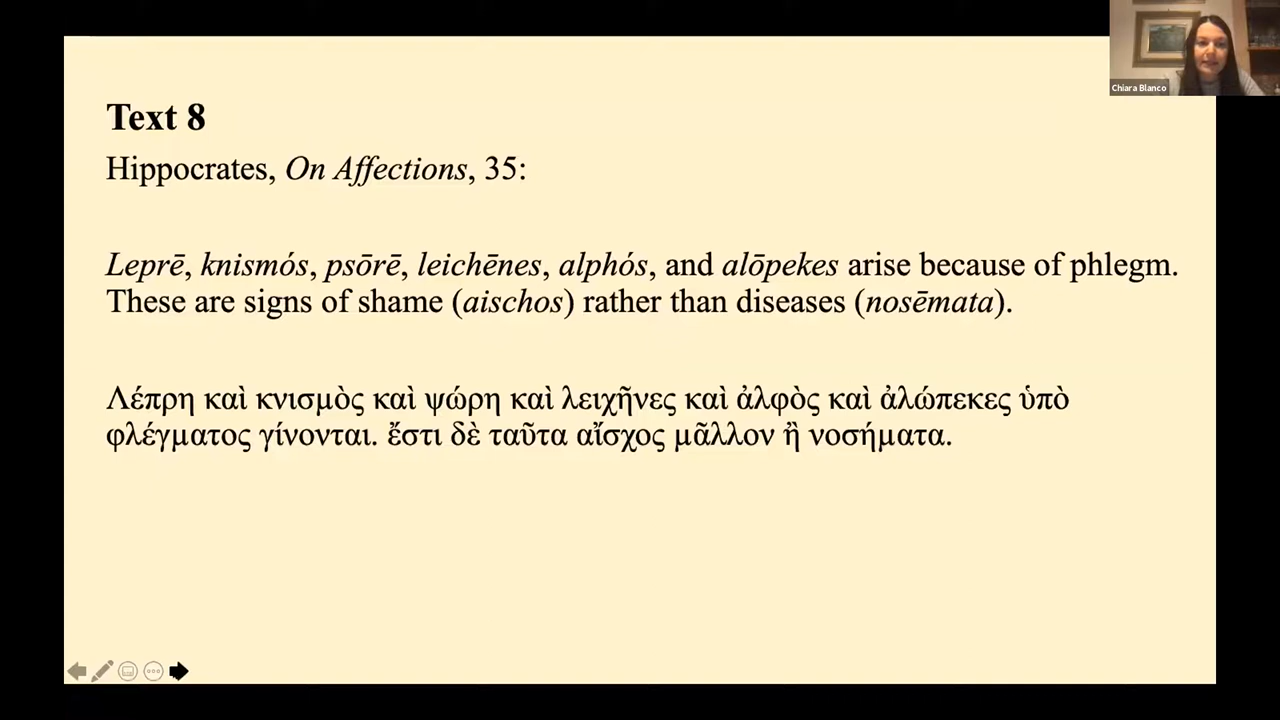 Chiara Blanco
Text 8
Hippocrates, On Affections, 35:
Leprē, knismós, psōrē, leichēnes, alphós, and alōpekes arise because of phlegm.
These are signs of shame (aischos) rather than diseases (nosēmata).
Λέπρη καὶ κνισμὸς καὶ ψώρη καὶ λειχῆνες καὶ ἀλφὸς καὶ ἀλώπεκες ὑπὸ
φλέγματος γίνονται. ἔστι δὲ ταῦτα αἶσχος μᾶλλον ἢ νοσήματα.